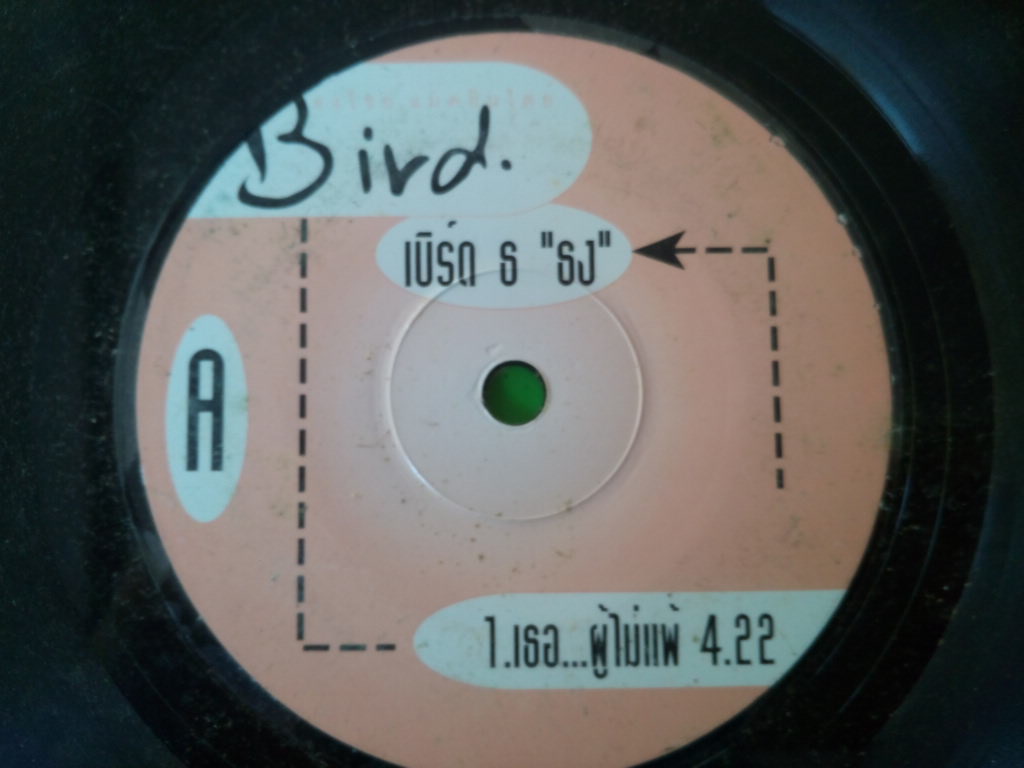 Bird.
เบิร์ด ธ "ธง"
A
1.เธอ...ผู้ไม่แพ้ 4.22